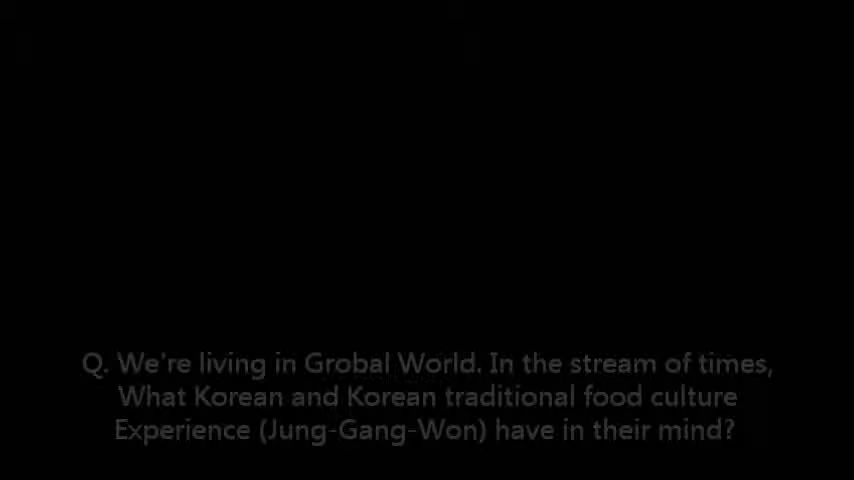 Q. We're living in Grobal World. In the stream of times,
What Korean and Korean traditional food culture
Experience (Jung-Gang-Won) have in their mind?